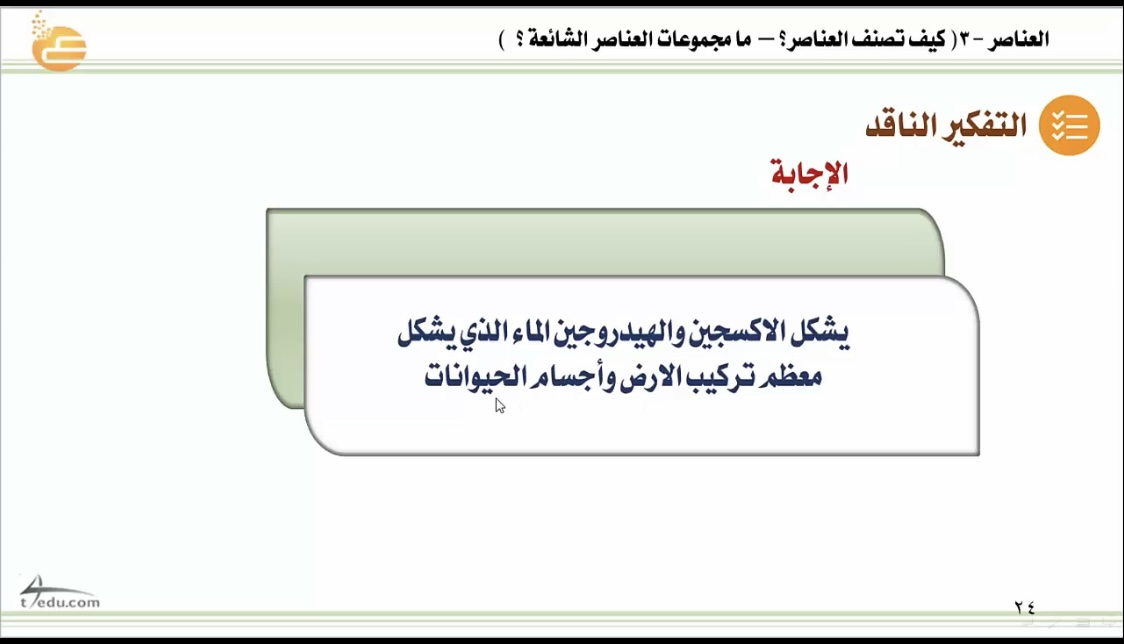 العناصر -٣( كيف تصنف العناصر؟ – ما مجموعات العناصر الشائعة ؟ )
التفكير الناقد
الإجابة
يشكل الاكسجين والهيدروجين الماء الذي يشكل
معظم تركيب الارض وأجسام الحيوانات
t4edu.com
٢٤